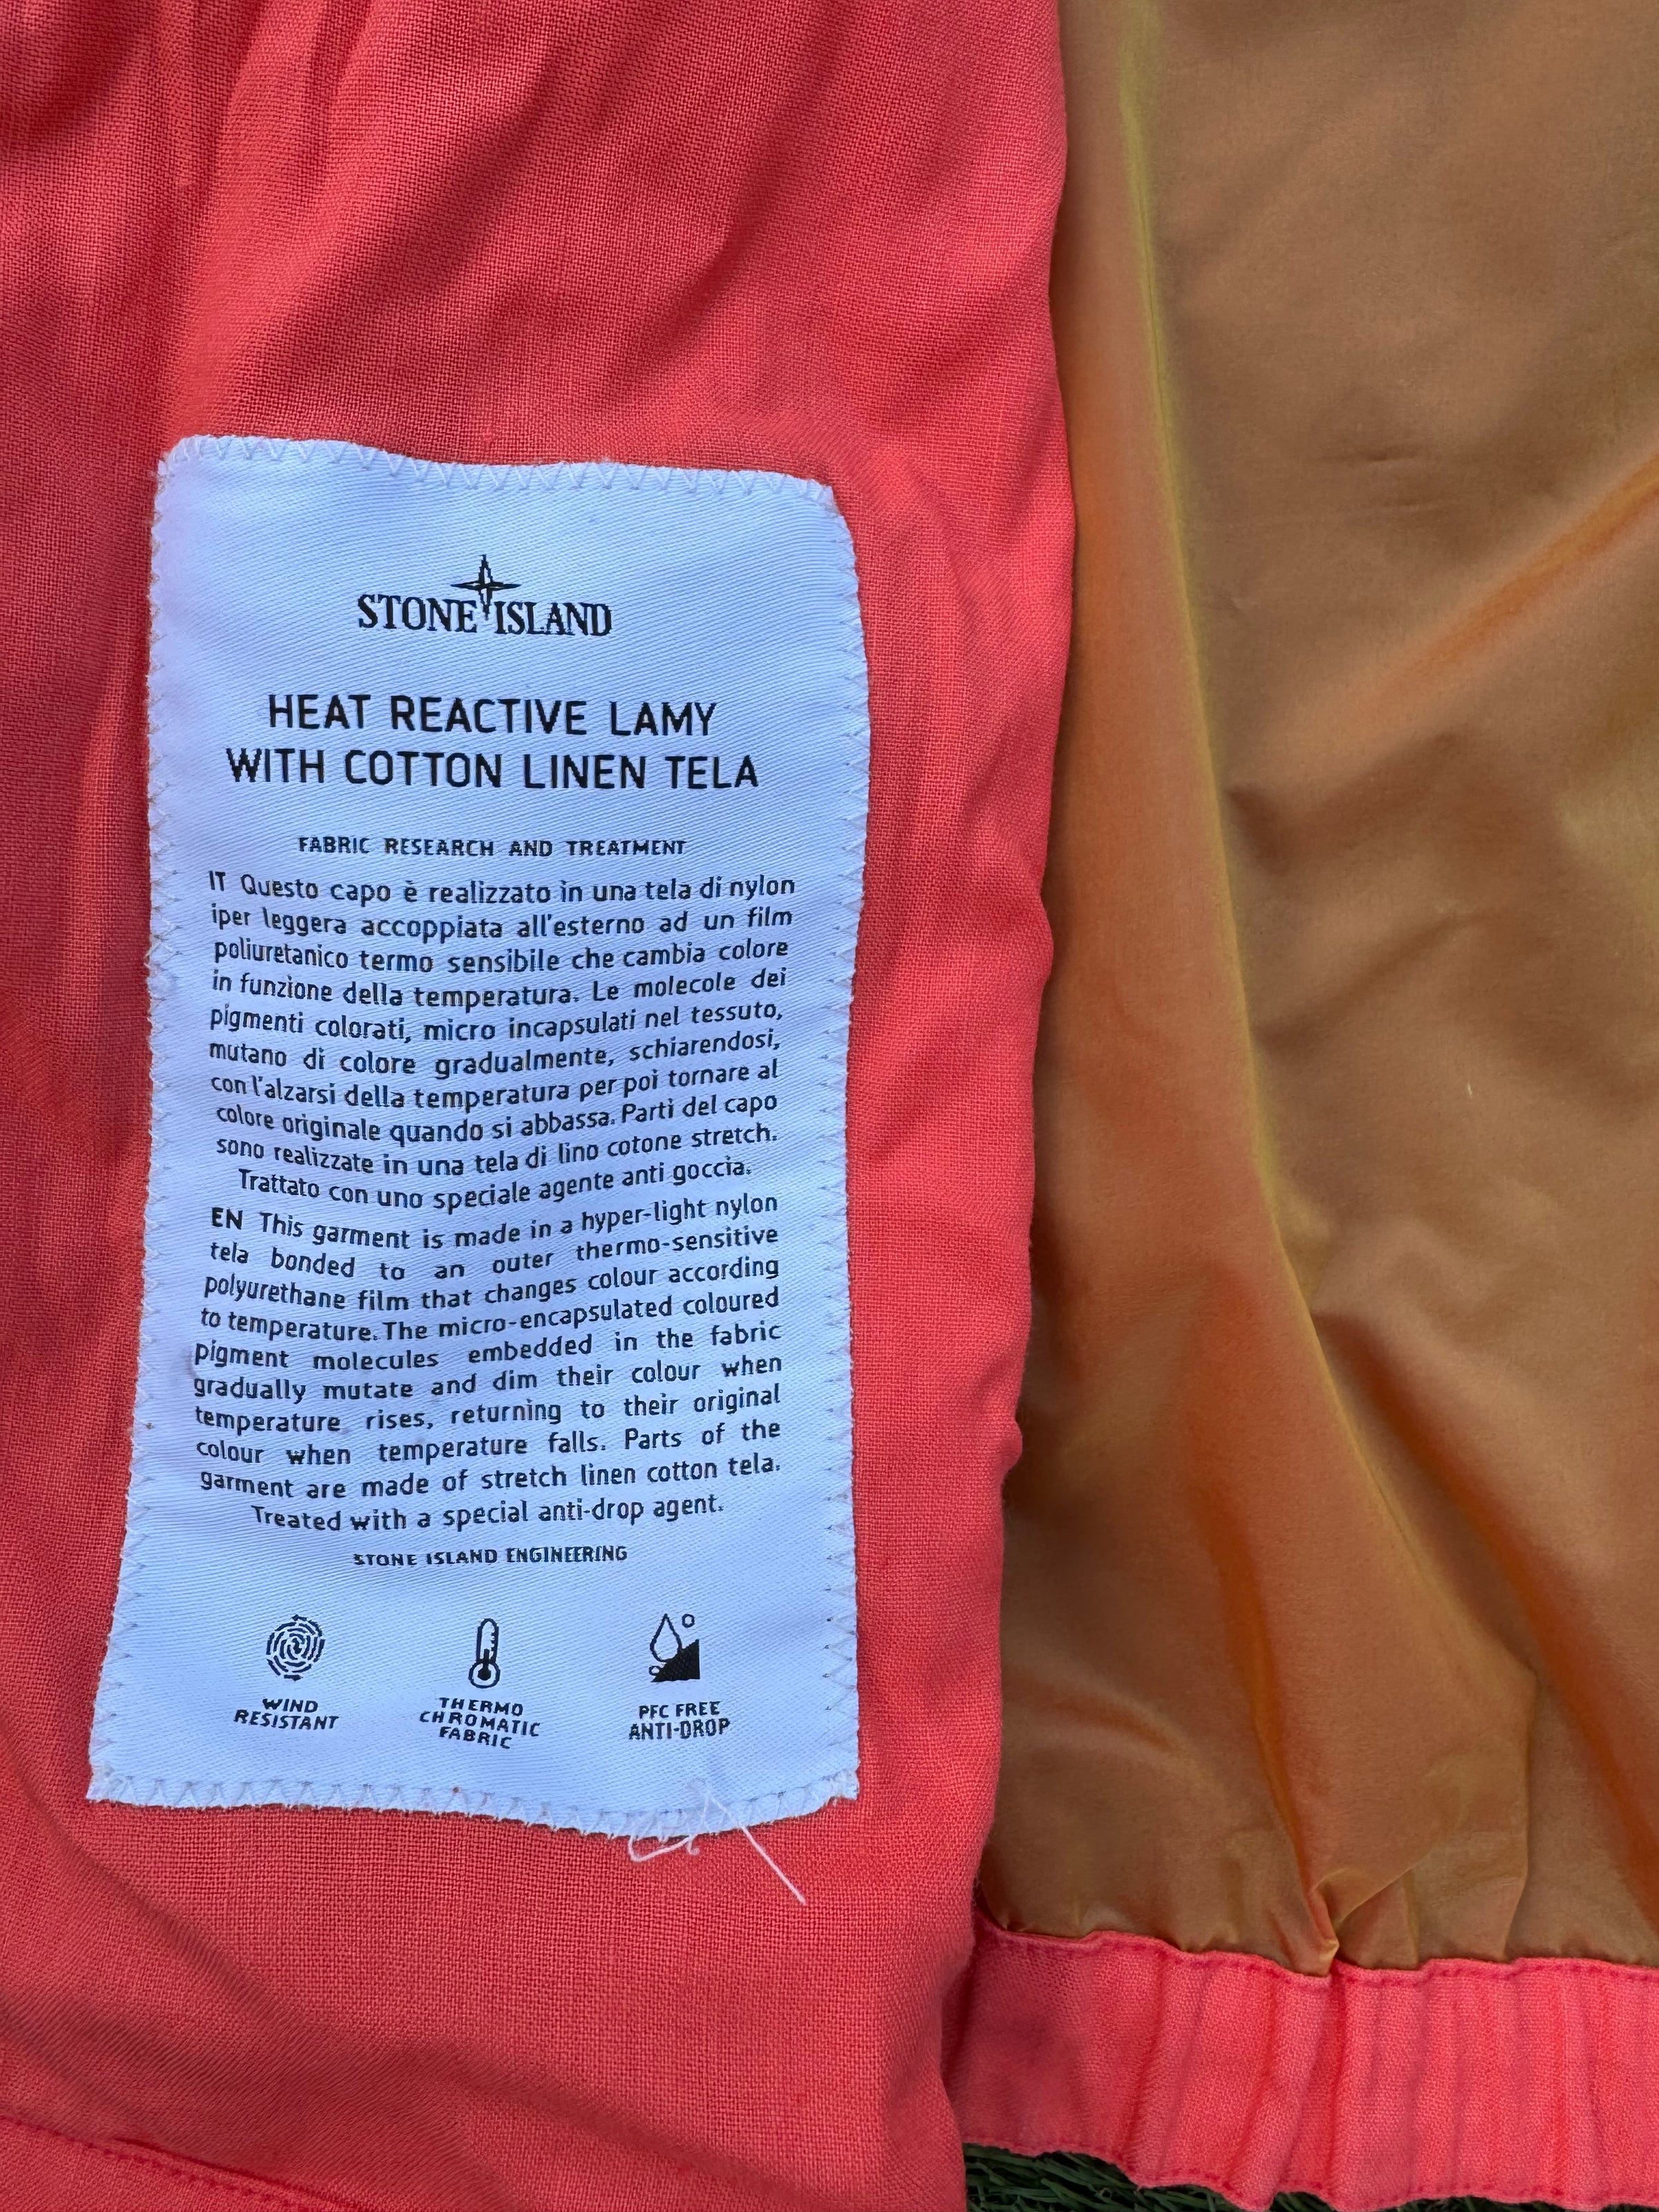 STONE ISLAND
HEAT REACTIVE LAMY
WITH COTTON LINEN TELA
FABRIC RESEARCH AND TREATMENT
IT Questo capo è realizzato in una tela di nylon
iper leggera accoppiata all'esterno ad un film
poliuretanico termo sensibile che cambia colore
in funzione della temperatura. Le molecole dei
pigmenti colorati, micro incapsulati nel tessuto,
mutano di colore gradualmente, schiarendosi,
con l'alzarsi della temperatura per poi tornare al
colore originale quando si abbassa. Parti del capo
sono realizzate in una tela di lino cotone stretch.
Trattato con uno speciale agente anti goccia.
EN This garment is made in a hyper-light nylon
tela bonded to an outer thermo-sensitive
polyurethane film that changes colour according
to temperature. The micro-encapsulated coloured
pigment molecules embedded in the fabric
gradually mutate and dim their colour when
temperature rises, returning to their original
colour when temperature falls. Parts of the
garment are made of stretch linen cotton tela.
Treated with a special anti-drop agent.
STONE ISLAND ENGINEERING
WIND
RESISTANT
THERMO
CHROMATIC
FABRIC
PFC FREE
ANTI-DROP